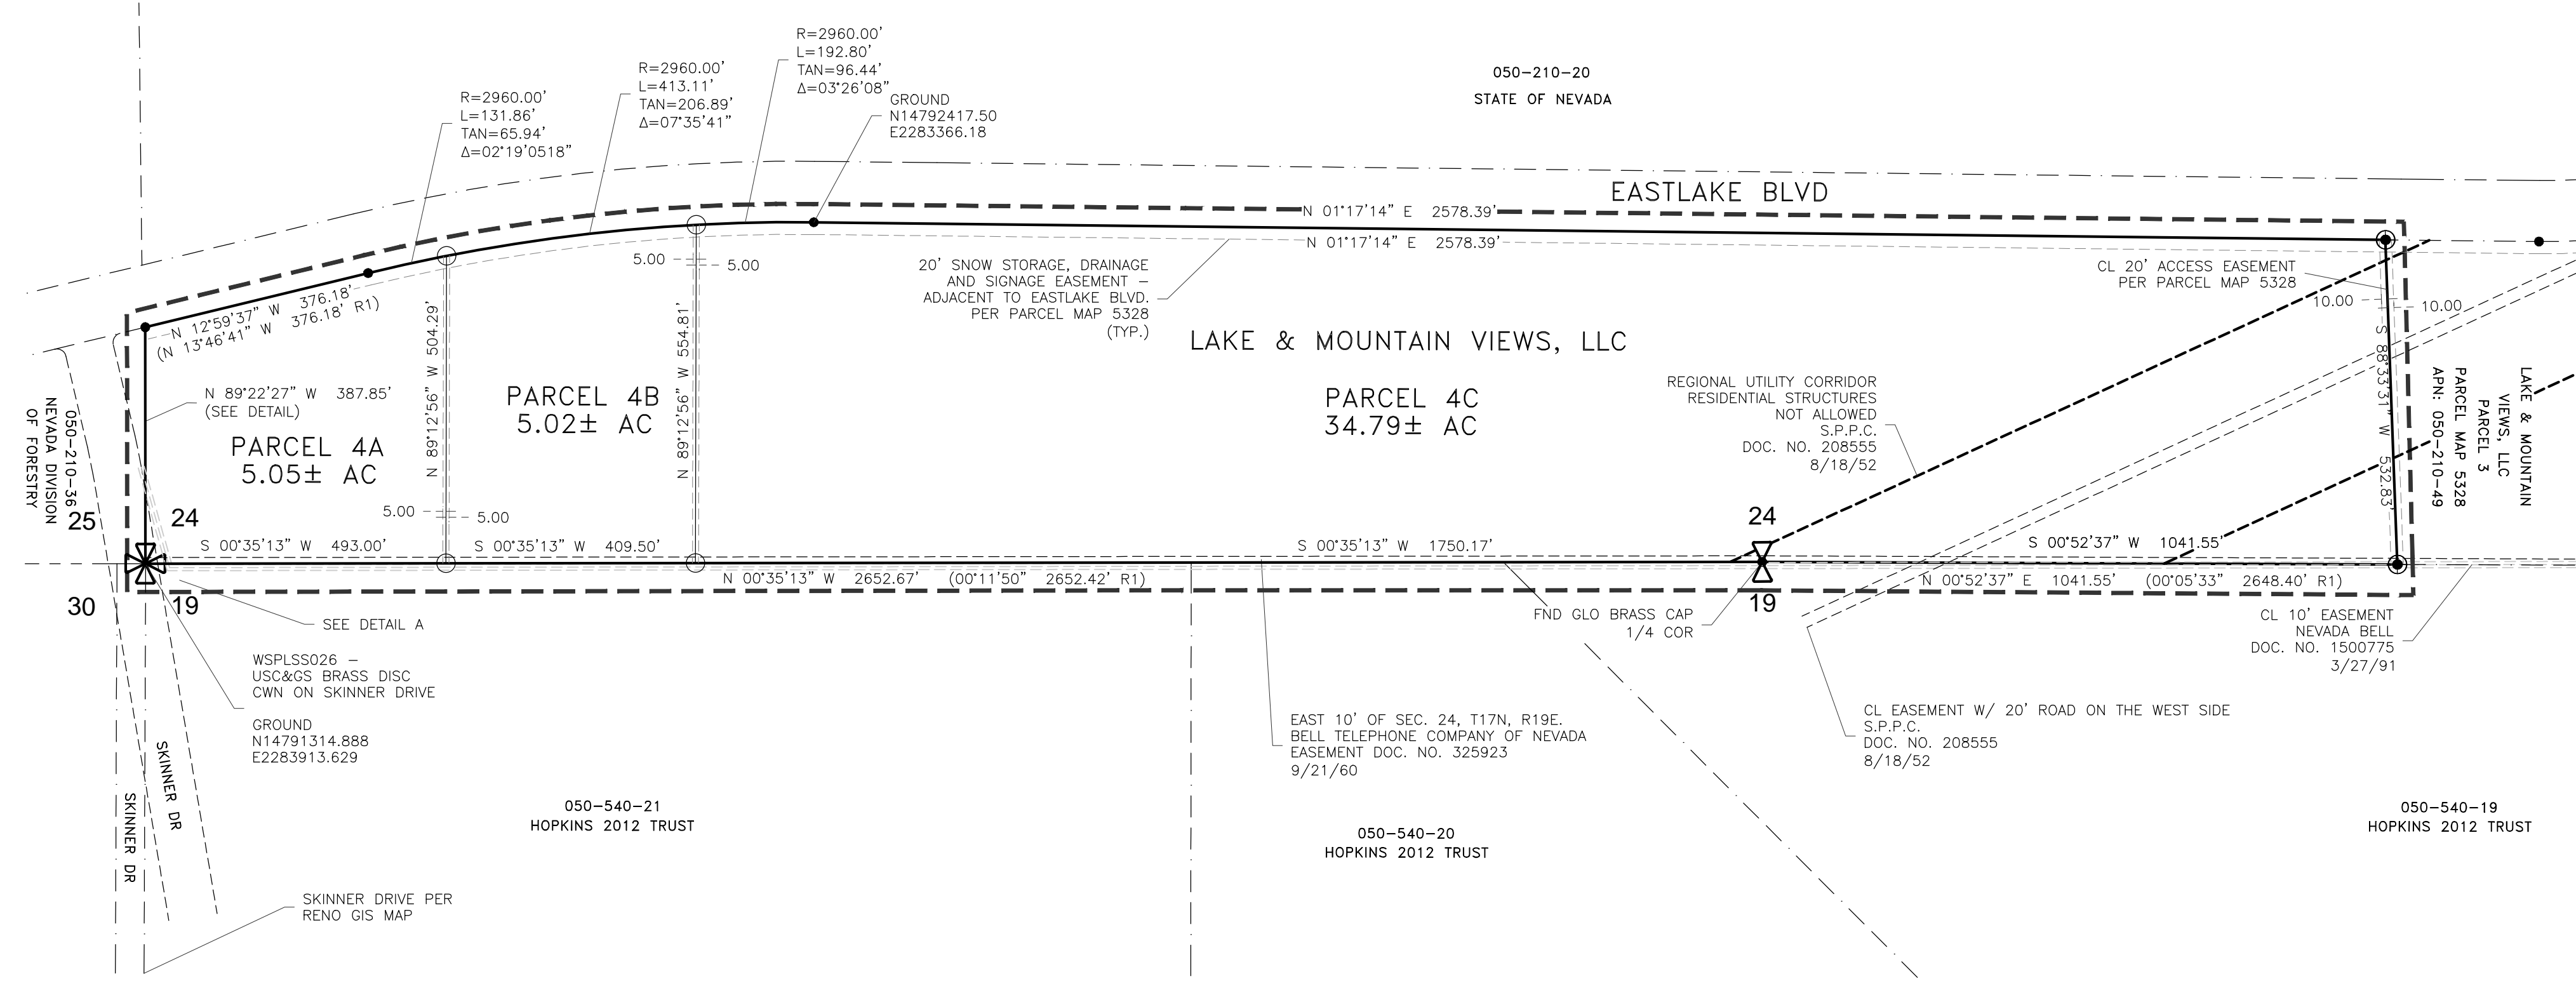 R=2960.00'
L=192.80'
TAN=96.44'
Δ=03°26'08"
R=2960.00'
L=413.11'
TAN=206.89'
Δ=07°35'41"
R=2960.00'
L=131.86'
TAN=65.94'
Δ=02°19'0518"
GROUND
N14792417.50
E2283366.18
050-210-20
STATE OF NEVADA
EASTLAKE BLVD
N 01°17'14" E 2578.39'
N 01°17'14" E 2578.39'
20' SNOW STORAGE, DRAINAGE
AND SIGNAGE EASEMENT –
ADJACENT TO EASTLAKE BLVD.
PER PARCEL MAP 5328
(TYP.)
CL 20' ACCESS EASEMENT
PER PARCEL MAP 5328
10.00
10.00
5.00
5.00
N 12°59'37" W 376.18'
(N 13°46'41" W 376.18' R1)
N 89°12'56" W 504.29'
N 89°12'56" W 554.81'
S 88°33'31" W 532.83'
LAKE & MOUNTAIN VIEWS, LLC
LAKE & MOUNTAIN
VIEWS, LLC
PARCEL 3
PARCEL MAP 5328
APN: 050-210-49
N 89°22'27" W 387.85'
(SEE DETAIL)
PARCEL 4A
5.05± AC
PARCEL 4B
5.02± AC
PARCEL 4C
34.79± AC
REGIONAL UTILITY CORRIDOR
RESIDENTIAL STRUCTURES
NOT ALLOWED
S.P.P.C.
DOC. NO. 208555
8/18/52
050-210-36
NEVADA DIVISION
OF FORESTRY
25
24
5.00
5.00
24
S 00°35'13" W 493.00'
S 00°35'13" W 409.50'
S 00°35'13" W 1750.17'
S 00°52'37" W 1041.55'
N 00°35'13" W 2652.67' (00°11'50" 2652.42' R1)
N 00°52'37" E 1041.55' (00°05'33" 2648.40' R1)
30
19
19
SEE DETAIL A
FND GLO BRASS CAP
1/4 COR
CL 10' EASEMENT
NEVADA BELL
DOC. NO. 1500775
3/27/91
WSPLSS026 –
USC&GS BRASS DISC
CWN ON SKINNER DRIVE
GROUND
N14791314.888
E2283913.629
EAST 10' OF SEC. 24, T17N, R19E.
BELL TELEPHONE COMPANY OF NEVADA
EASEMENT DOC. NO. 325923
9/21/60
CL EASEMENT W/ 20' ROAD ON THE WEST SIDE
S.P.P.C.
DOC. NO. 208555
8/18/52
SKINNER DR
SKINNER DR
050-540-21
HOPKINS 2012 TRUST
050-540-20
HOPKINS 2012 TRUST
050-540-19
HOPKINS 2012 TRUST
SKINNER DRIVE PER
RENO GIS MAP